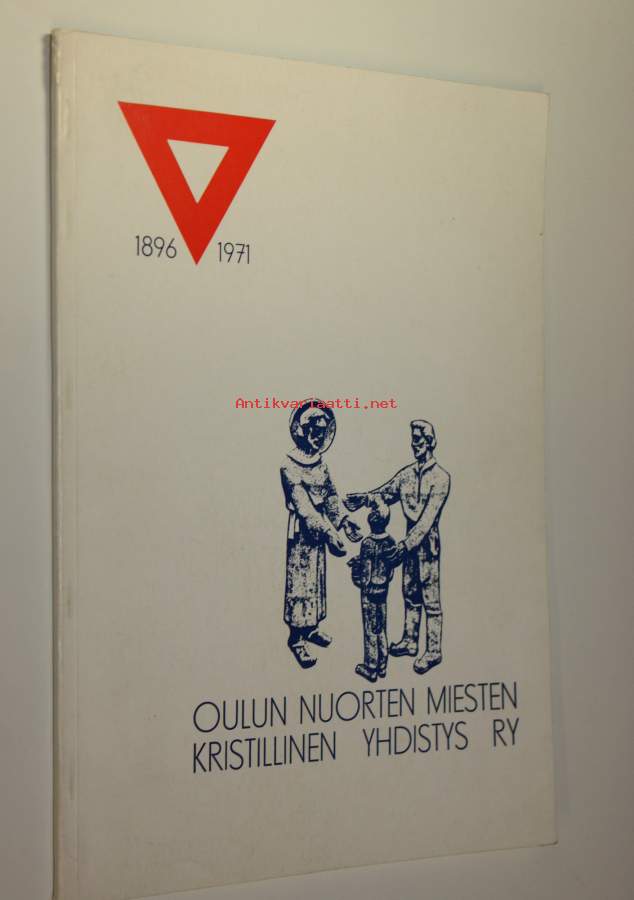 1896 1971
Antikvariaatti.net
OULUN NUORTEN MIESTEN
KRISTILLINEN YHDISTYS RY